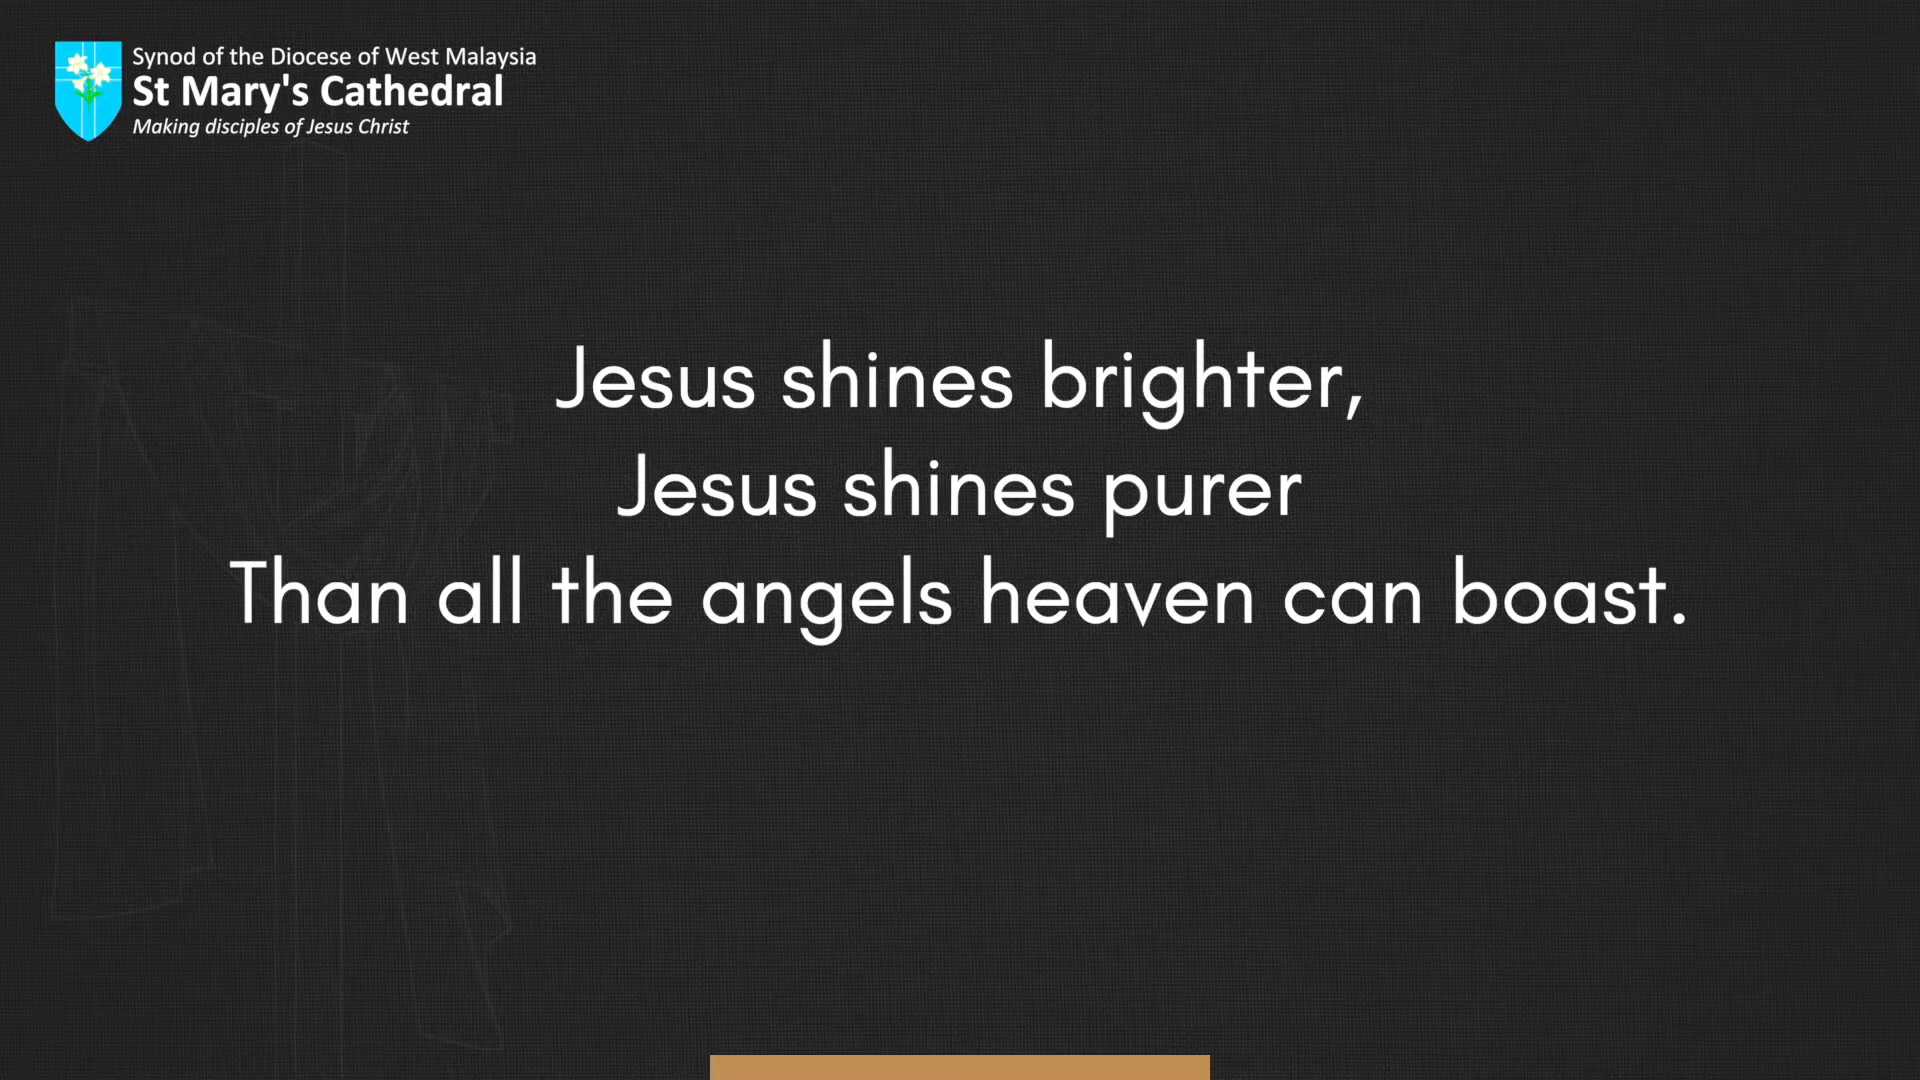 Synod of the Diocese of West Malaysia
St Mary's Cathedral
Making disciples of Jesus Christ
Jesus shines brighter,
Jesus shines purer
Than all the angels heaven can boast.